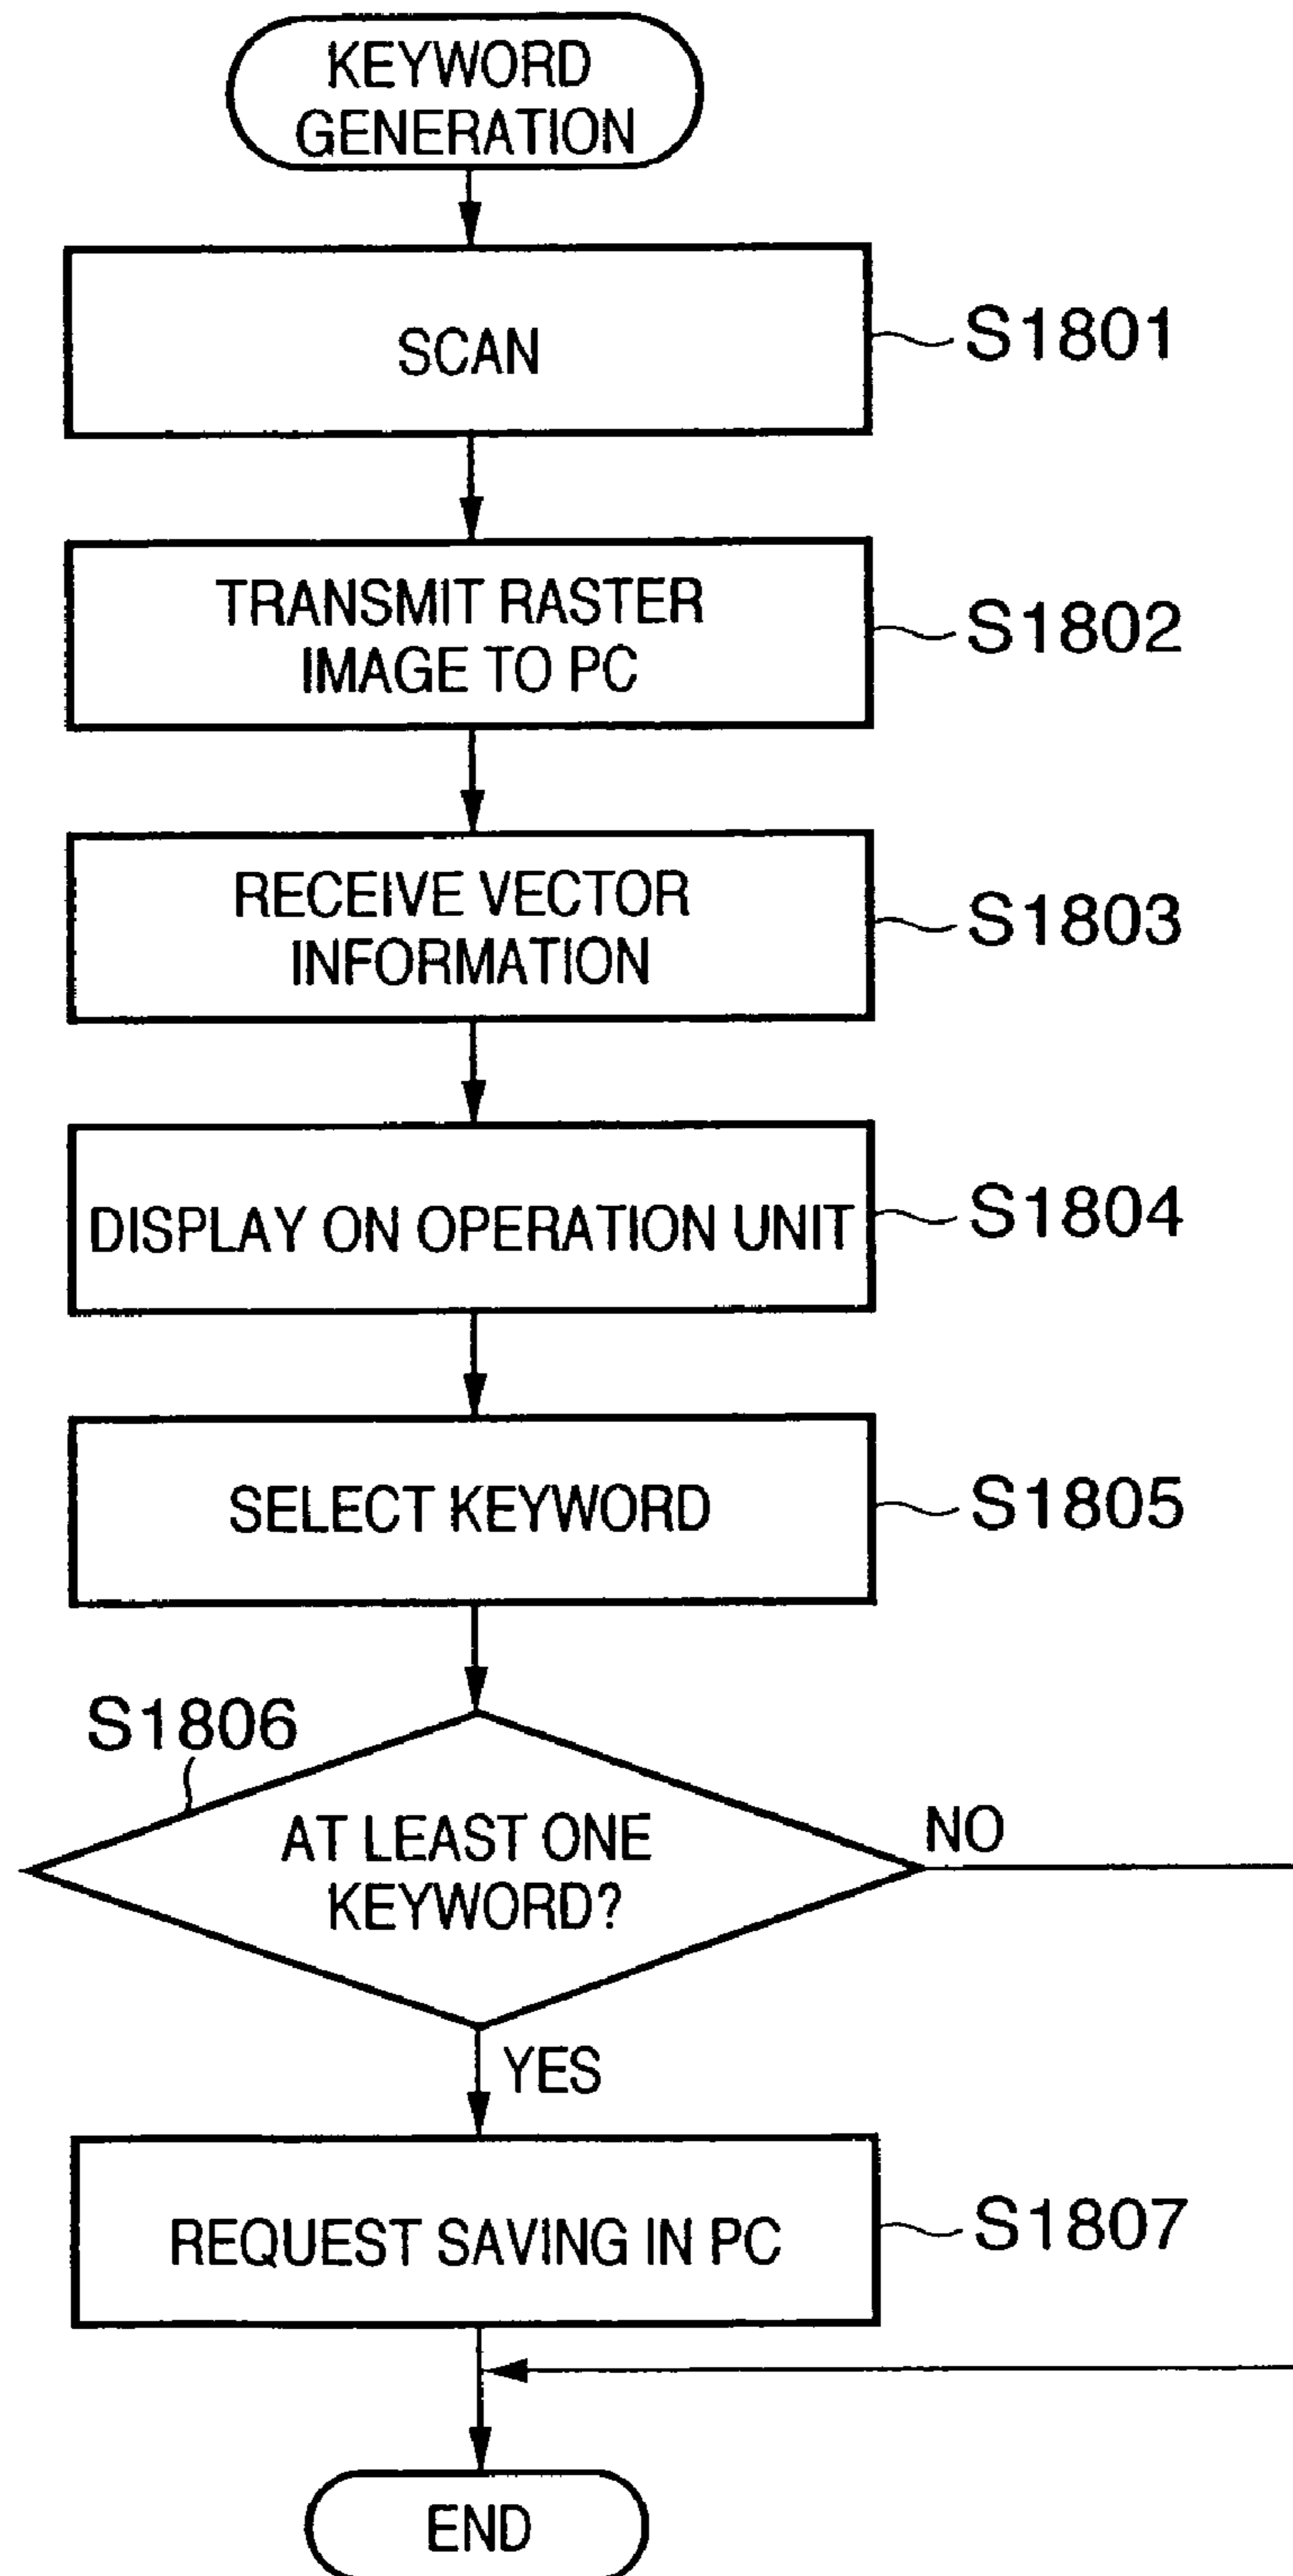 KEYWORD
GENERATION
SCAN
S1801
TRANSMIT RASTER
IMAGE TO PC
S1802
RECEIVE VECTOR
INFORMATION
S1803
DISPLAY ON OPERATION UNIT
S1804
SELECT KEYWORD
S1805
S1806
AT LEAST ONE
KEYWORD?
NO
YES
REQUEST SAVING IN PC
S1807
END